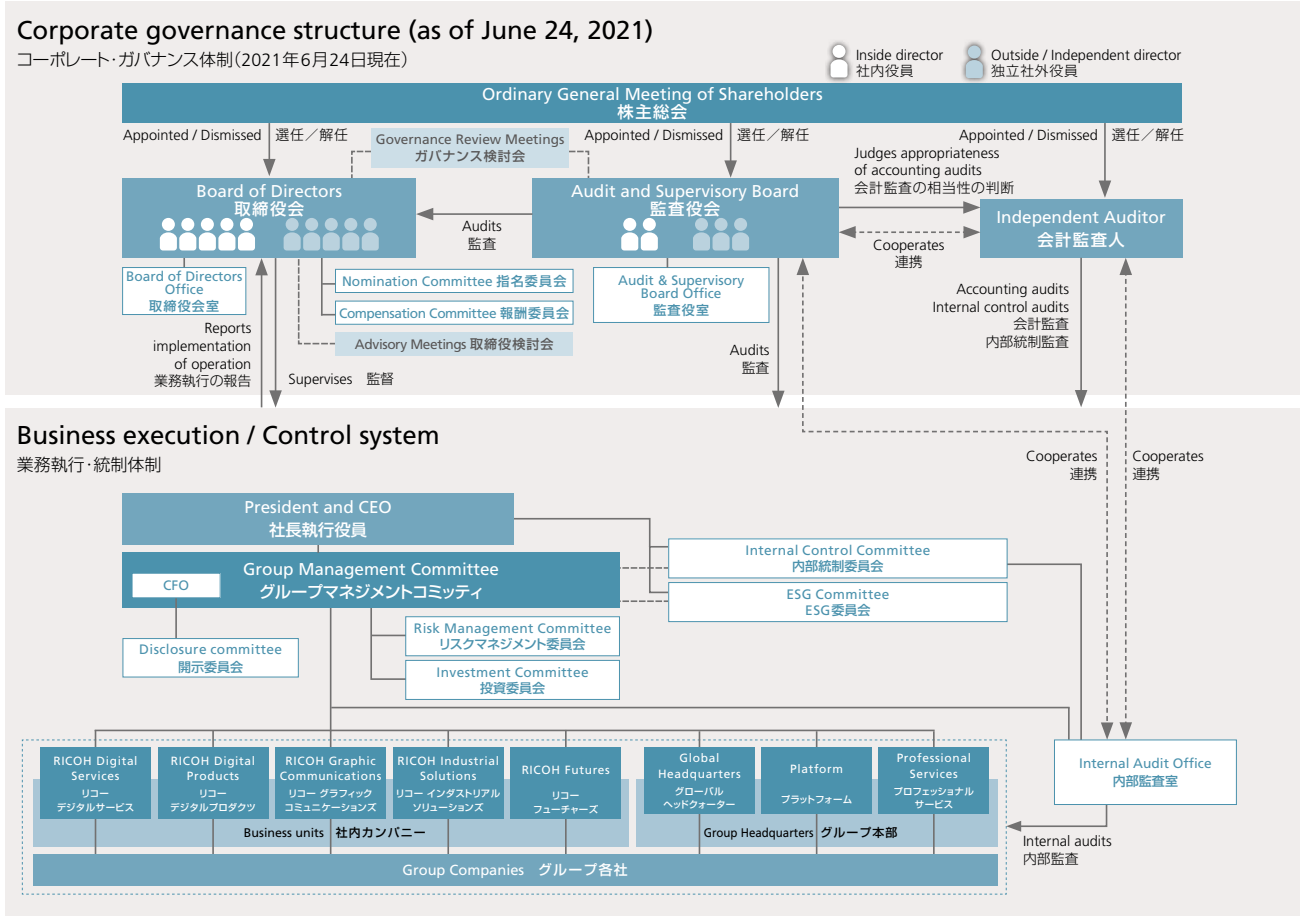 Corporate governance structure (as of June 24, 2021)
コーポレート・ガバナンス体制（2021年6月24日現在）
Inside director
社内役員
Outside / Independent director
独立社外役員
Ordinary General Meeting of Shareholders
株主総会
Appointed / Dismissed 選任／解任
Governance Review Meetings
ガバナンス検討会
Appointed / Dismissed 選任／解任
Appointed / Dismissed 選任／解任
Judges appropriateness
of accounting audits
会計監査の相当性の判断
Board of Directors
取締役会
Audits
監査
Audit and Supervisory Board
監査役会
Cooperates
連携
Independent Auditor
会計監査人
Board of Directors
Office
取締役会室
Nomination Committee 指名委員会
Compensation Committee 報酬委員会
Advisory Meetings 取締役検討会
Audit & Supervisory
Board Office
監査役室
Accounting audits
Internal control audits
会計監査
内部統制監査
Reports
implementation
of operation
業務執行の報告
Supervises 監督
Audits
監査
Business execution / Control system
業務執行・統制体制
Cooperates
連携
Cooperates
連携
President and CEO
社長執行役員
Group Management Committee
グループマネジメントコミッティ
CFO
Internal Control Committee
内部統制委員会
ESG Committee
ESG委員会
Disclosure committee
開示委員会
Risk Management Committee
リスクマネジメント委員会
Investment Committee
投資委員会
RICOH Digital
Services
リコー
デジタルサービス
RICOH Digital
Products
リコー
デジタルプロダクツ
RICOH Graphic
Communications
リコー グラフィック
コミュニケーションズ
RICOH Industrial
Solutions
リコー インダストリアル
ソリューションズ
RICOH Futures
リコー
フューチャーズ
Global
Headquarters
グローバル
ヘッドクォーター
Platform
プラットフォーム
Professional
Services
プロフェッショナル
サービス
Internal Audit Office
内部監査室
Business units 社内カンパニー
Group Headquarters グループ本部
Internal audits
内部監査
Group Companies グループ各社